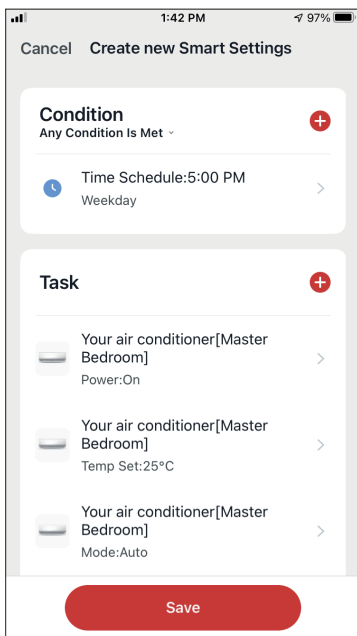 1:42 PM
97%
Cancel Create new Smart Settings
Condition
Any Condition Is Met
Time Schedule:5:00 PM
Weekday
Task
Your air conditioner[Master
Bedroom]
Power:On
Your air conditioner[Master
Bedroom]
Temp Set:25°C
Your air conditioner[Master
Bedroom]
Mode:Auto
Save